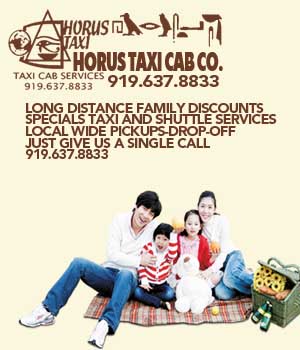 HORUS
TAXI
TAXI CAB SERVICES
919.637.8833
HORUS TAXI CAB CO.
919.637.8833
LONG DISTANCE FAMILY DISCOUNTS
SPECIALS TAXI AND SHUTTLE SERVICES
LOCAL WIDE PICKUPS-DROP-OFF
JUST GIVE US A SINGLE CALL
919.637.8833